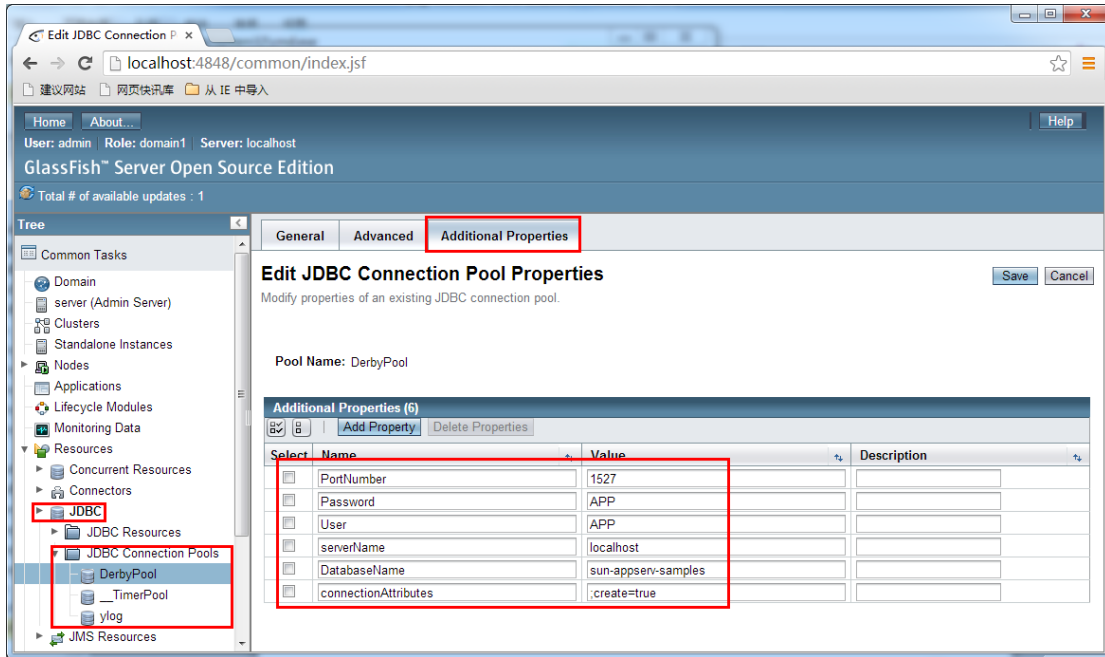 Edit JDBC Connection P
localhost:4848/common/index.jsf
建议网站 网页快讯库 从 IE 中导入
Home About... Help
User: admin Role: domain1 Server: localhost
GlassFish™ Server Open Source Edition
Total # of available updates : 1
Tree
Common Tasks
Domain
server (Admin Server)
Clusters
Standalone Instances
Nodes
Applications
Lifecycle Modules
Monitoring Data
Resources
Concurrent Resources
Connectors
JDBC
JDBC Resources
JDBC Connection Pools
DerbyPool
__TimerPool
ylog
JMS Resources
General Advanced Additional Properties
Edit JDBC Connection Pool Properties
Save Cancel
Modify properties of an existing JDBC connection pool.
Pool Name: DerbyPool
Additional Properties (6)
Add Property Delete Properties
Select Name Value Description
PortNumber 1527
Password APP
User APP
serverName localhost
DatabaseName sun-appserv-samples
connectionAttributes ;create=true